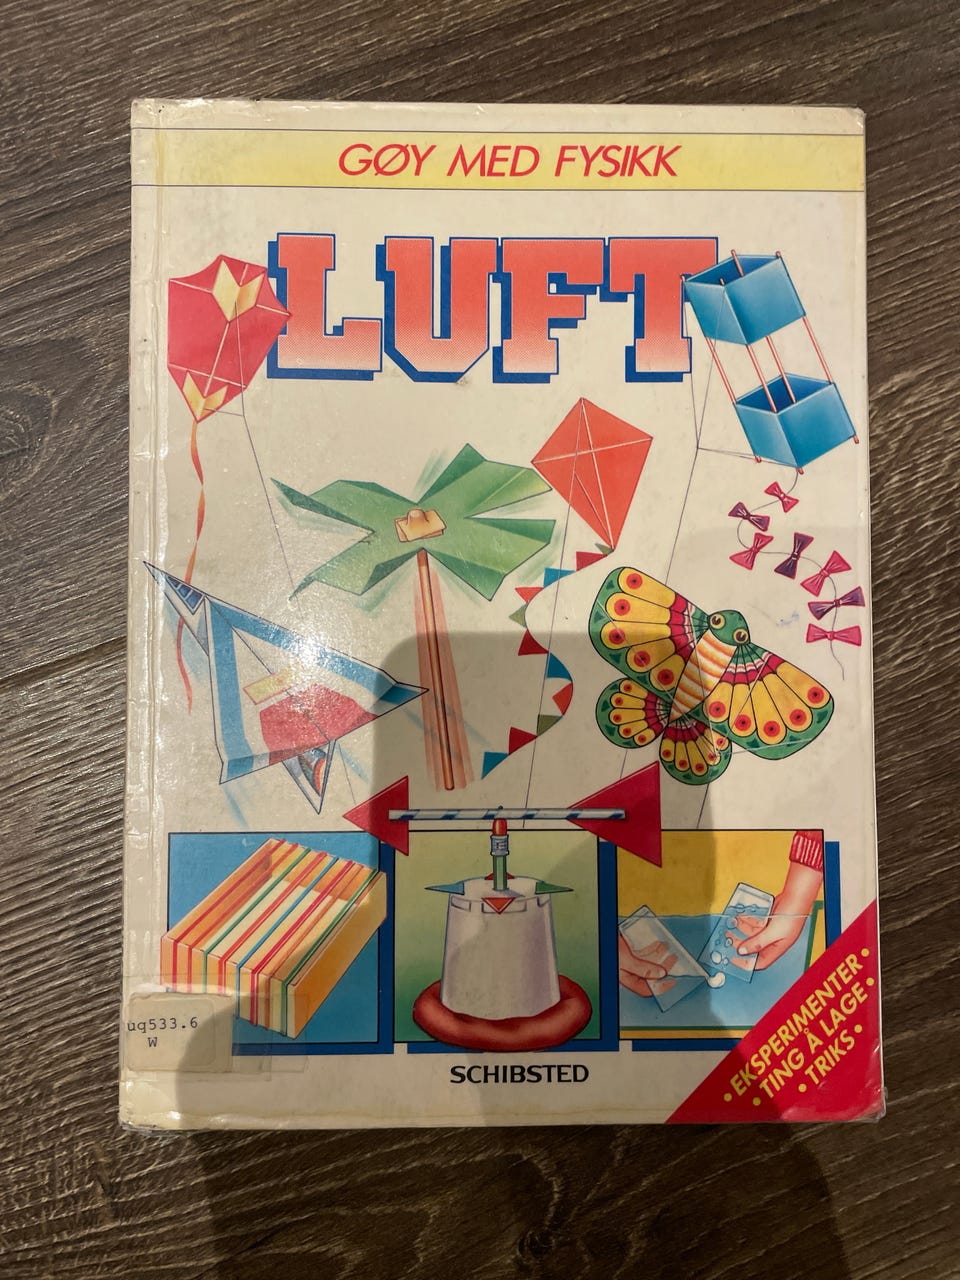 GØY MED FYSIKK
LUFT
uq533.6
W
SCHIBSTED
• EKSPERIMENTER •
• TING Å LAGE •
• TRIKS •